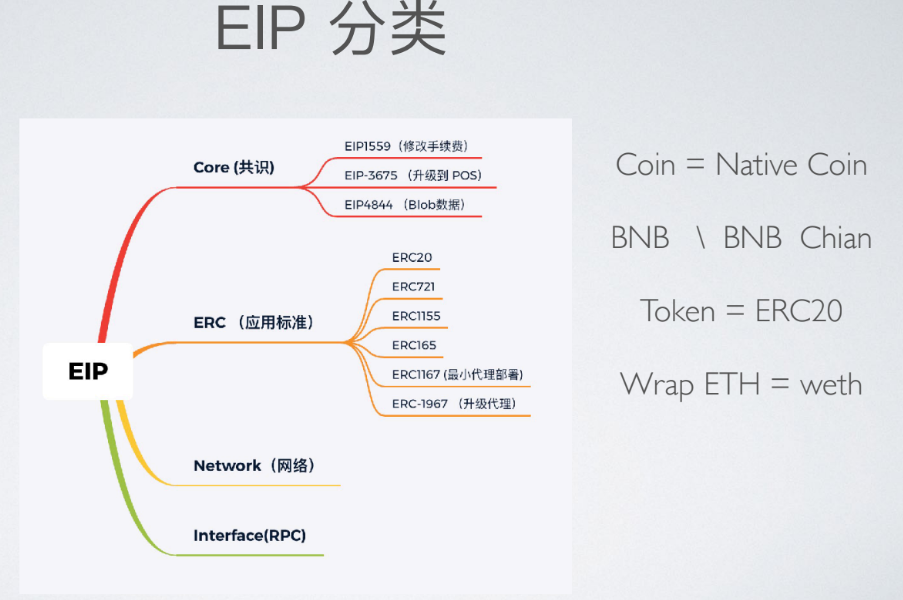 EIP 分类
EIP
Core (共识)
EIP1559（修改手续费）
EIP-3675 （升级到 POS）
EIP4844 （Blob数据）
ERC （应用标准）
ERC20
ERC721
ERC1155
ERC165
ERC1167 (最小代理部署)
ERC-1967 （升级代理）
Network（网络）
Interface(RPC)
Coin = Native Coin
BNB \ BNB Chian
Token = ERC20
Wrap ETH = weth